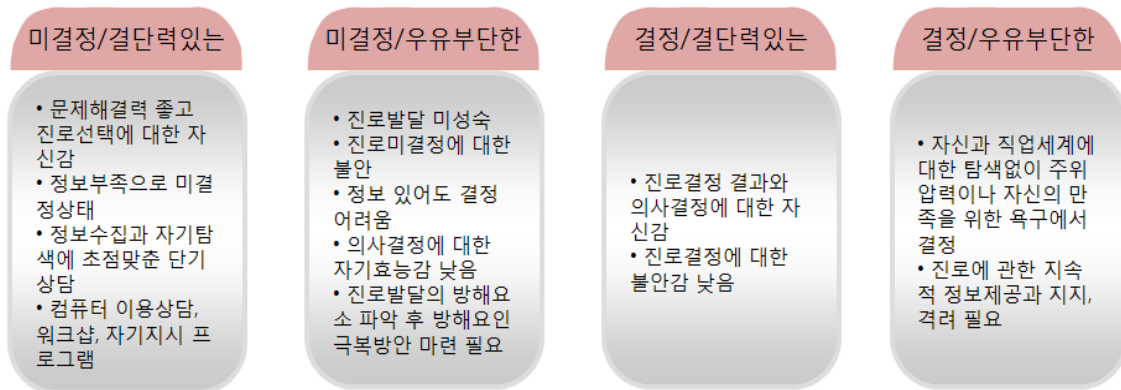 미결정/결단력있는
• 문제해결력 좋고
진로선택에 대한 자
신감
• 정보부족으로 미결
정상태
• 정보수집과 자기탐
색에 초점맞춘 단기
상담
• 컴퓨터 이용상담,
워크샵, 자기지시 프
로그램
미결정/우유부단한
• 진로발달 미성숙
• 진로미결정에 대한
불안
• 정보 있어도 결정
어려움
• 의사결정에 대한
자기효능감 낮음
• 진로발달의 방해요
소 파악 후 방해요인
극복방안 마련 필요
결정/결단력있는
• 진로결정 결과와
의사결정에 대한 자
신감
• 진로결정에 대한
불안감 낮음
결정/우유부단한
• 자신과 직업세계에
대한 탐색없이 주위
압력이나 자신의 만
족을 위한 욕구에서
결정
• 진로에 관한 지속
적 정보제공과 지지,
격려 필요